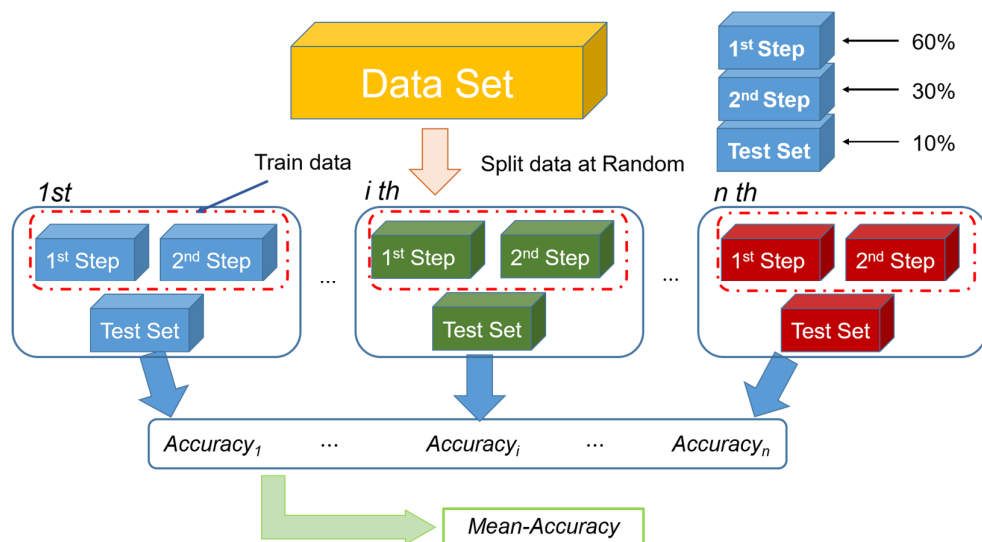 Data Set
1st Step
60%
2nd Step
30%
Test Set
10%
Train data
Split data at Random
1st
i th
n th
1st Step
2nd Step
Test Set
...
1st Step
2nd Step
Test Set
...
1st Step
2nd Step
Test Set
Accuracy1 ... Accuracyi ... Accuracyn
Mean-Accuracy